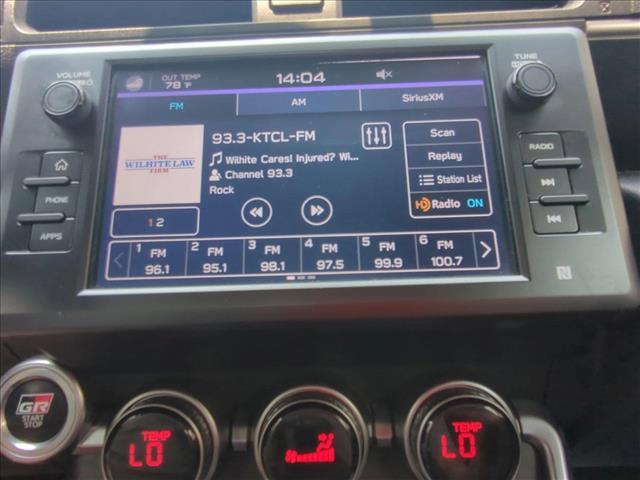 VOLUME
TUNE
OUT TEMP
78 °F
14:04
FM
AM
SiriusXM
THE
WILHITE LAW
FIRM
93.3-KTCL-FM
Wilhite Cares! Injured? Wi...
Channel 93.3
Rock
1 2
Scan
Replay
Station List
HD Radio ON
PHONE
APPS
RADIO
1 FM 96.1
2 FM 95.1
3 FM 98.1
4 FM 97.5
5 FM 99.9
6 FM 100.7
GR
START
STOP
TEMP
LO
TEMP
LO